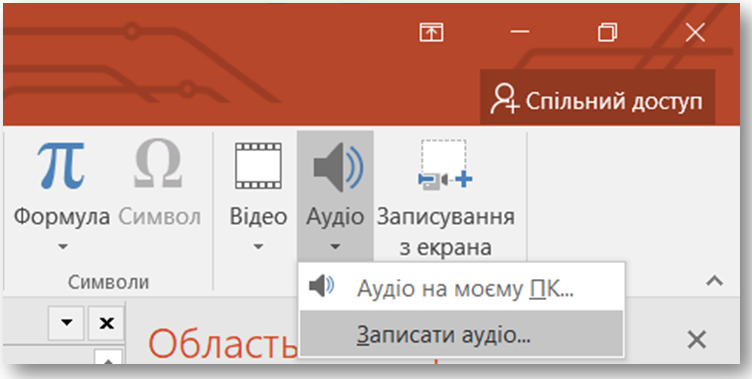 Спільний доступ
π Ω
Формула Символ Відео Аудіо Записування
з екрана
Символи
Аудіо на моєму ПК...
Записати аудіо...
Область